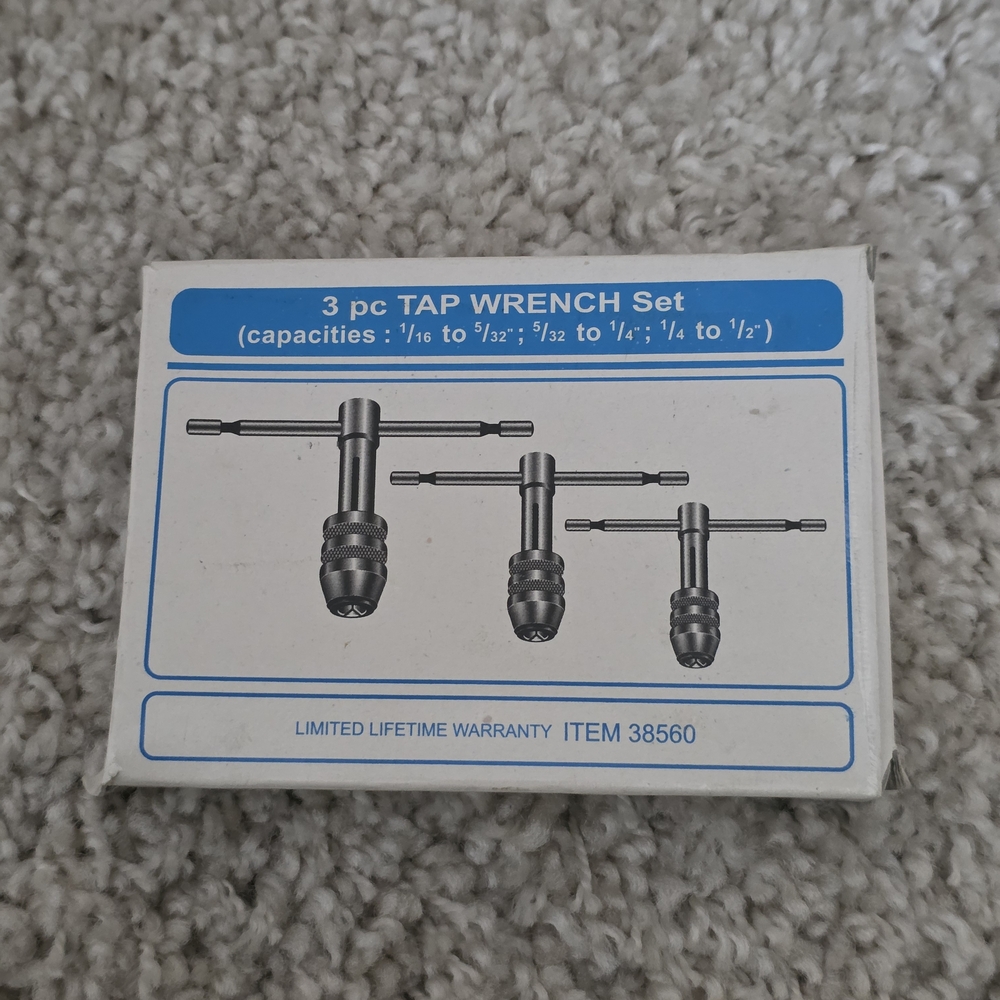 3 pc TAP WRENCH Set
(capacities : 1/16 to 5/32" ; 5/32 to 1/4" ; 1/4 to 1/2" )
LIMITED LIFETIME WARRANTY ITEM 38560